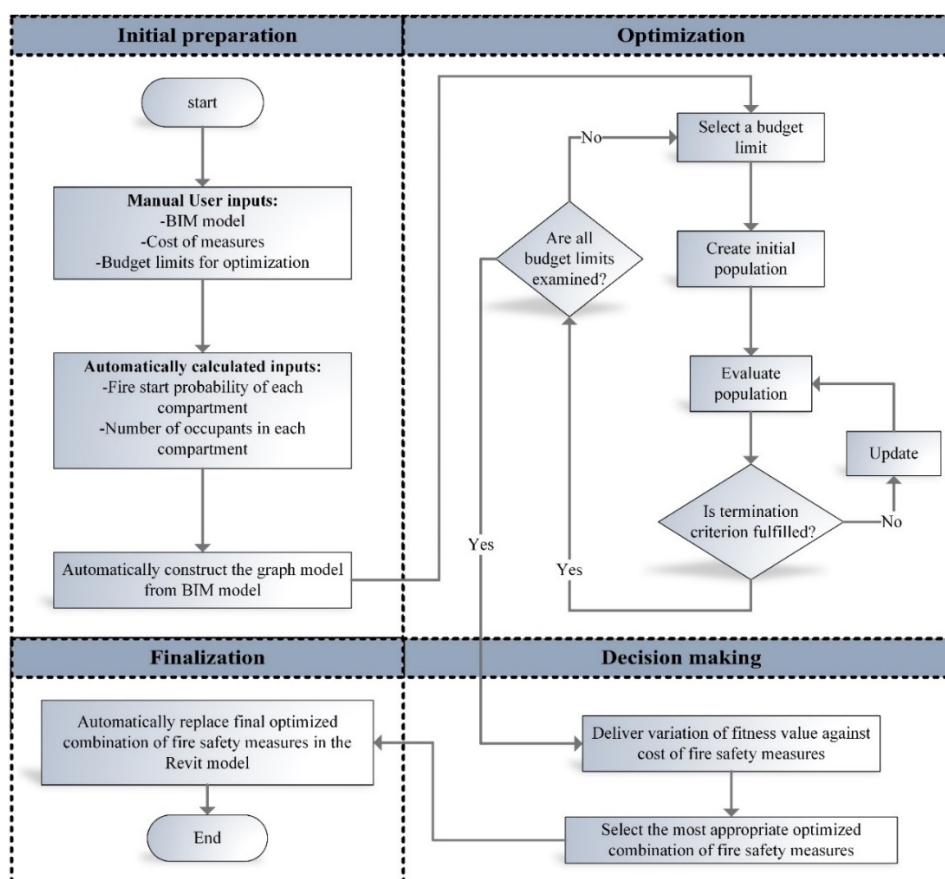 Initial preparation
start
Manual User inputs:
-BIM model
-Cost of measures
-Budget limits for optimization
Automatically calculated inputs:
-Fire start probability of each
compartment
-Number of occupants in each
compartment
Automatically construct the graph model
from BIM model
Optimization
Select a budget
limit
No
Are all
budget limits
examined?
Create initial
population
Evaluate
population
Update
Is termination
criterion fulfilled?
No
Yes
Yes
Decision making
Deliver variation of fitness value against
cost of fire safety measures
Select the most appropriate optimized
combination of fire safety measures
Finalization
Automatically replace final optimized
combination of fire safety measures in the
Revit model
End